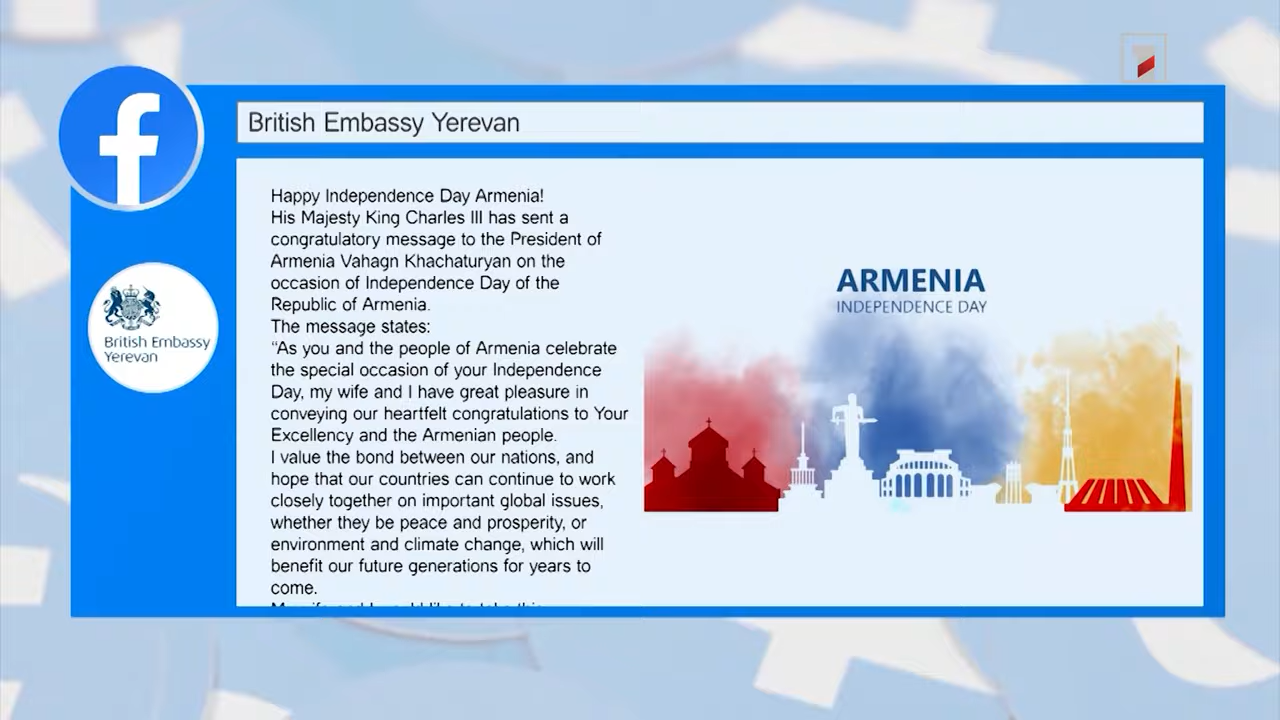 British Embassy Yerevan
British Embassy
Yerevan
Happy Independence Day Armenia!
His Majesty King Charles III has sent a
congratulatory message to the President of
Armenia Vahagn Khachaturyan on the
occasion of Independence Day of the
Republic of Armenia.
The message states:
“As you and the people of Armenia celebrate
the special occasion of your Independence
Day, my wife and I have great pleasure in
conveying our heartfelt congratulations to Your
Excellency and the Armenian people.
I value the bond between our nations, and
hope that our countries can continue to work
closely together on important global issues,
whether they be peace and prosperity, or
environment and climate change, which will
benefit our future generations for years to
come.
ARMENIA
INDEPENDENCE DAY